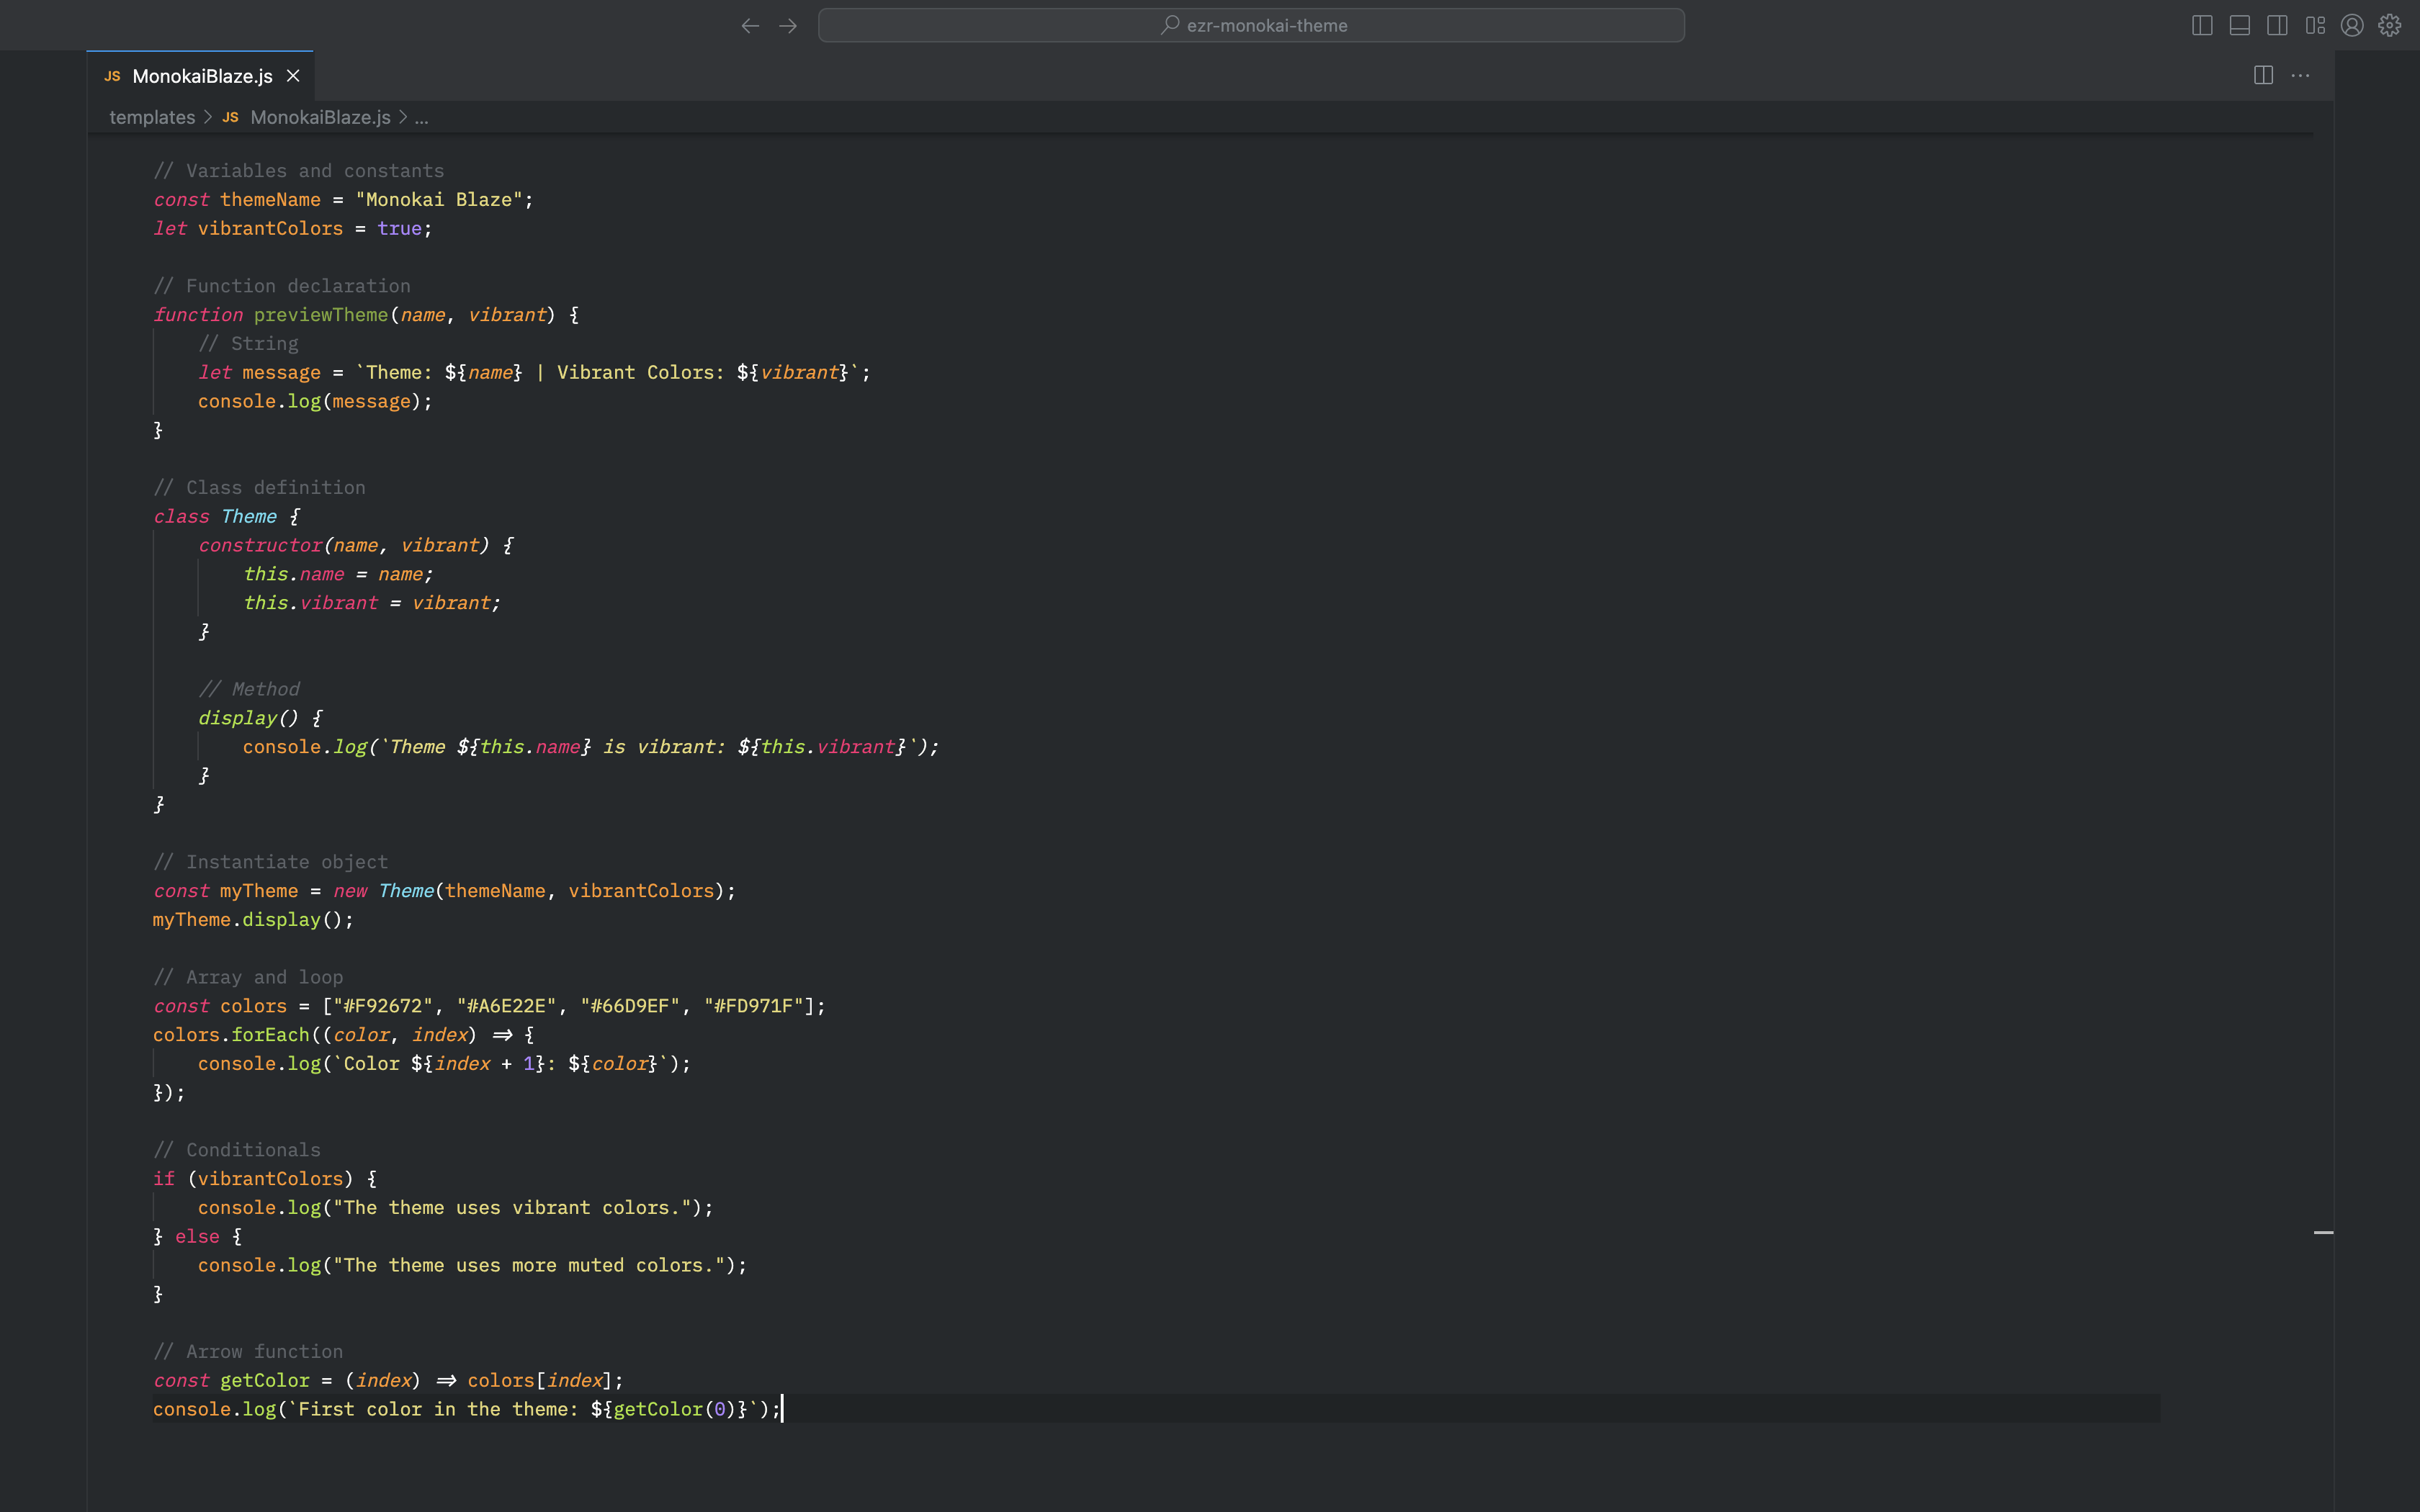 ezr-monokai-theme
JS MonokaiBlaze.js
templates > JS MonokaiBlaze.js > ...
// Variables and constants
const themeName = "Monokai Blaze";
let vibrantColors = true;
// Function declaration
function previewTheme(name, vibrant) {
    // String
    let message = `Theme: ${name} | Vibrant Colors: ${vibrant}`;
    console.log(message);
}
// Class definition
class Theme {
    constructor(name, vibrant) {
        this.name = name;
        this.vibrant = vibrant;
    }
    // Method
    display() {
        console.log(`Theme ${this.name} is vibrant: ${this.vibrant}`);
    }
}
// Instantiate object
const myTheme = new Theme(themeName, vibrantColors);
myTheme.display();
// Array and loop
const colors = ["#F92672", "#A6E22E", "#66D9EF", "#FD971F"];
colors.forEach((color, index) => {
    console.log(`Color ${index + 1}: ${color}`);
});
// Conditionals
if (vibrantColors) {
    console.log("The theme uses vibrant colors.");
} else {
    console.log("The theme uses more muted colors.");
}
// Arrow function
const getColor = (index) => colors[index];
console.log(`First color in the theme: ${getColor(0)}`);